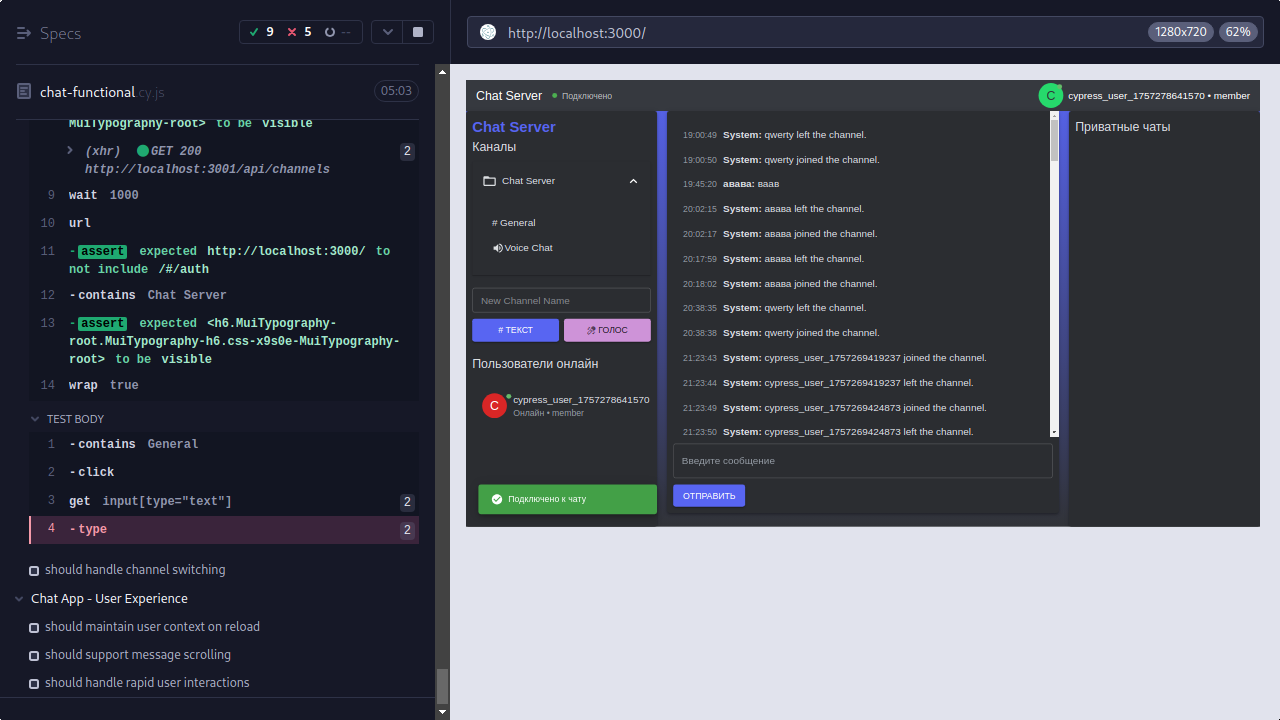 Specs
9
5
--
chat-functional.cy.js
05:03
MuiTypography-root> to be visible
(xhr) GET 200
http://localhost:3001/api/channels
2
9 wait 1000
10 url
11 -assert expected http://localhost:3000/ to
not include /#/auth
12 -contains Chat Server
13 -assert expected <h6.MuiTypography-
root.MuiTypography-h6.css-x9s0e-MuiTypography-
root> to be visible
14 wrap true
TEST BODY
1 -contains General
2 -click
3 get input[type="text"] 2
4 -type 2
should handle channel switching
Chat App - User Experience
should maintain user context on reload
should support message scrolling
should handle rapid user interactions
http://localhost:3000/
1280x720
62%
Chat Server
Подключено
C
cypress_user_1757278641570 • member
Chat Server
Каналы
Chat Server
# General
Voice Chat
New Channel Name
# ТЕКСТ
🎤 ГОЛОС
Пользователи онлайн
C
cypress_user_1757278641570
Онлайн • member
Подключено к чату
19:00:49 System: qwerty left the channel.
19:00:50 System: qwerty joined the channel.
19:45:20 авава: ваав
20:02:15 System: авава left the channel.
20:02:17 System: авава joined the channel.
20:17:59 System: авава left the channel.
20:18:02 System: авава joined the channel.
20:38:35 System: qwerty left the channel.
20:38:38 System: qwerty joined the channel.
21:23:43 System: cypress_user_1757269419237 joined the channel.
21:23:44 System: cypress_user_1757269419237 left the channel.
21:23:49 System: cypress_user_1757269424873 joined the channel.
21:23:50 System: cypress_user_1757269424873 left the channel.
Введите сообщение
ОТПРАВИТЬ
Приватные чаты